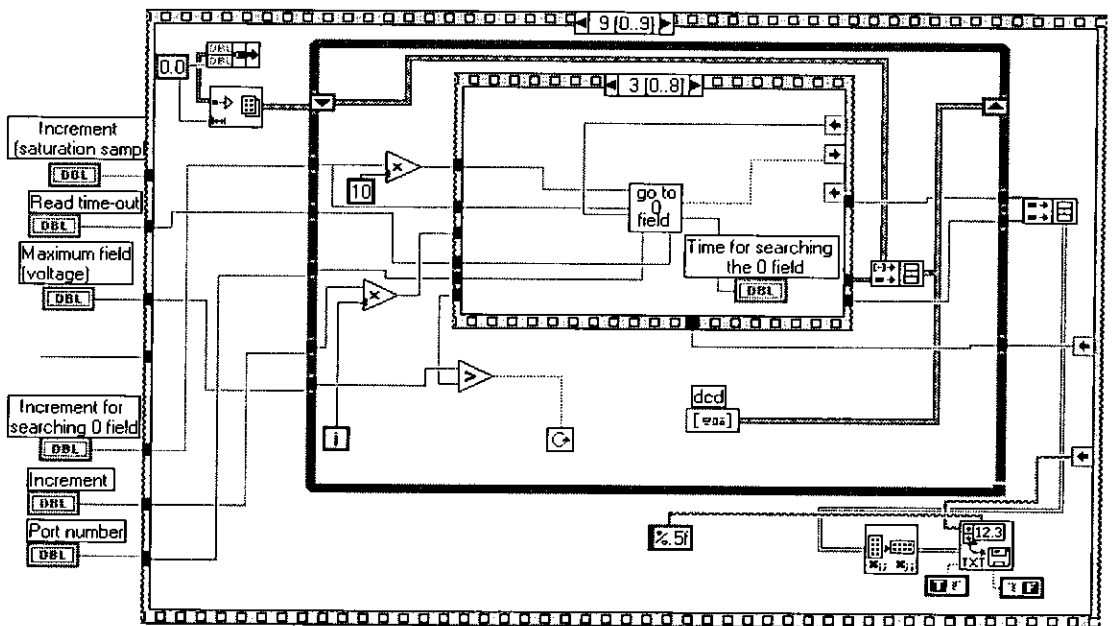 9 [0..9]
DBL
DBL
0.0
3 [0..8]
Increment
(saturation samp
DBL
×
10
go to
0
field
Read time-out
DBL
Time for searching
the 0 field
DBL
Maximum field
(voltage)
DBL
×
>
dcd
Increment for
searching 0 field
DBL
i
Increment
DBL
Port number
DBL
%.5f
12.3
TXT
T F
T F